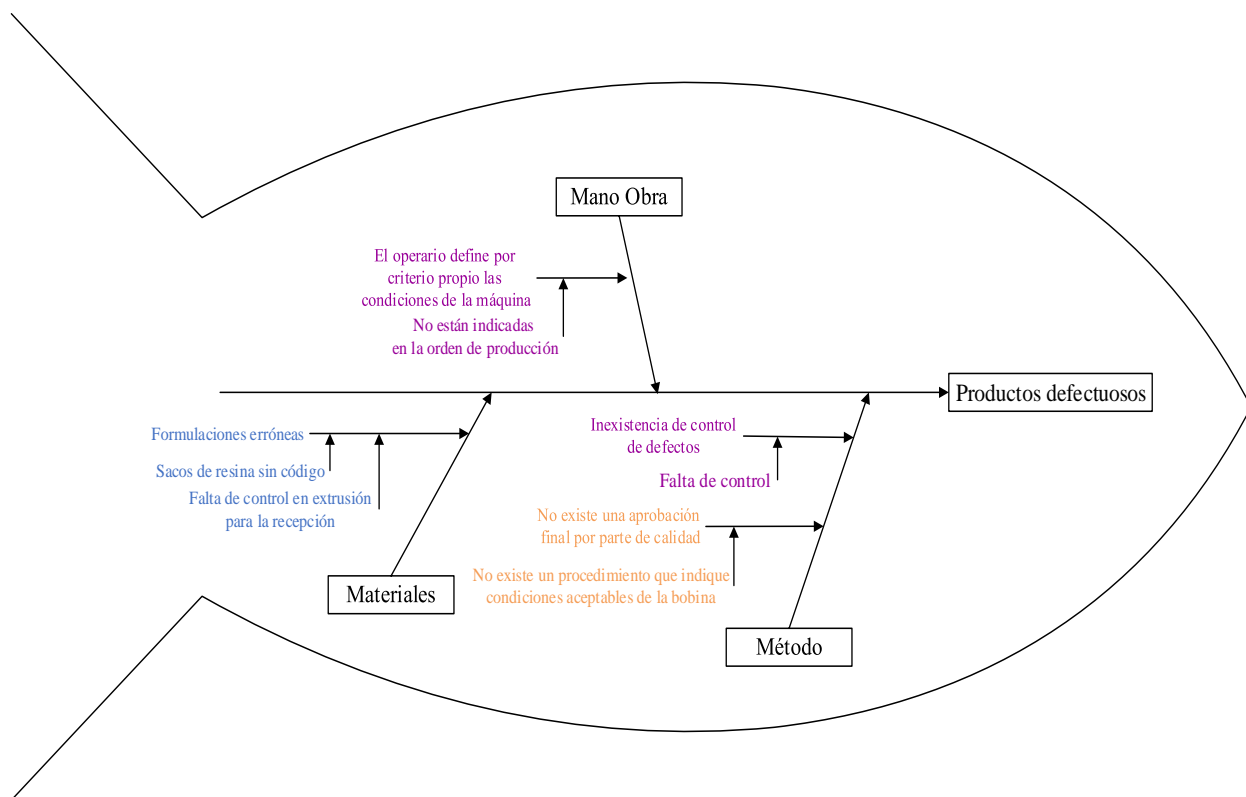 Mano Obra
El operario define por
criterio propio las
condiciones de la máquina
No están indicadas
en la orden de producción
Productos defectuosos
Formulaciones erróneas
Sacos de resina sin código
Falta de control en extrusión
para la recepción
Materiales
Inexistencia de control
de defectos
Falta de control
No existe una aprobación
final por parte de calidad
No existe un procedimiento que indique
condiciones aceptables de la bobina
Método